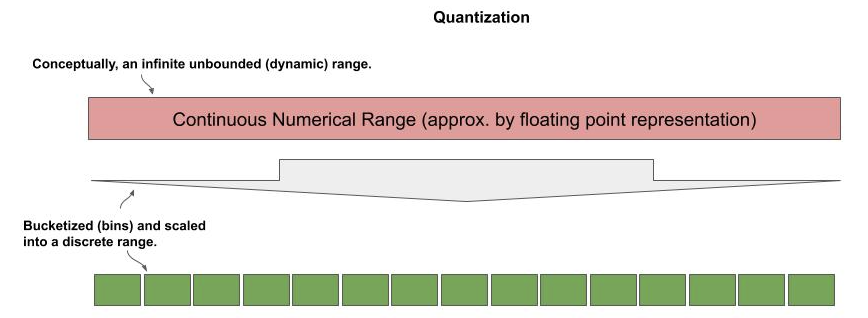 Quantization
Conceptually, an infinite unbounded (dynamic) range.
Continuous Numerical Range (approx. by floating point representation)
Bucketized (bins) and scaled
into a discrete range.